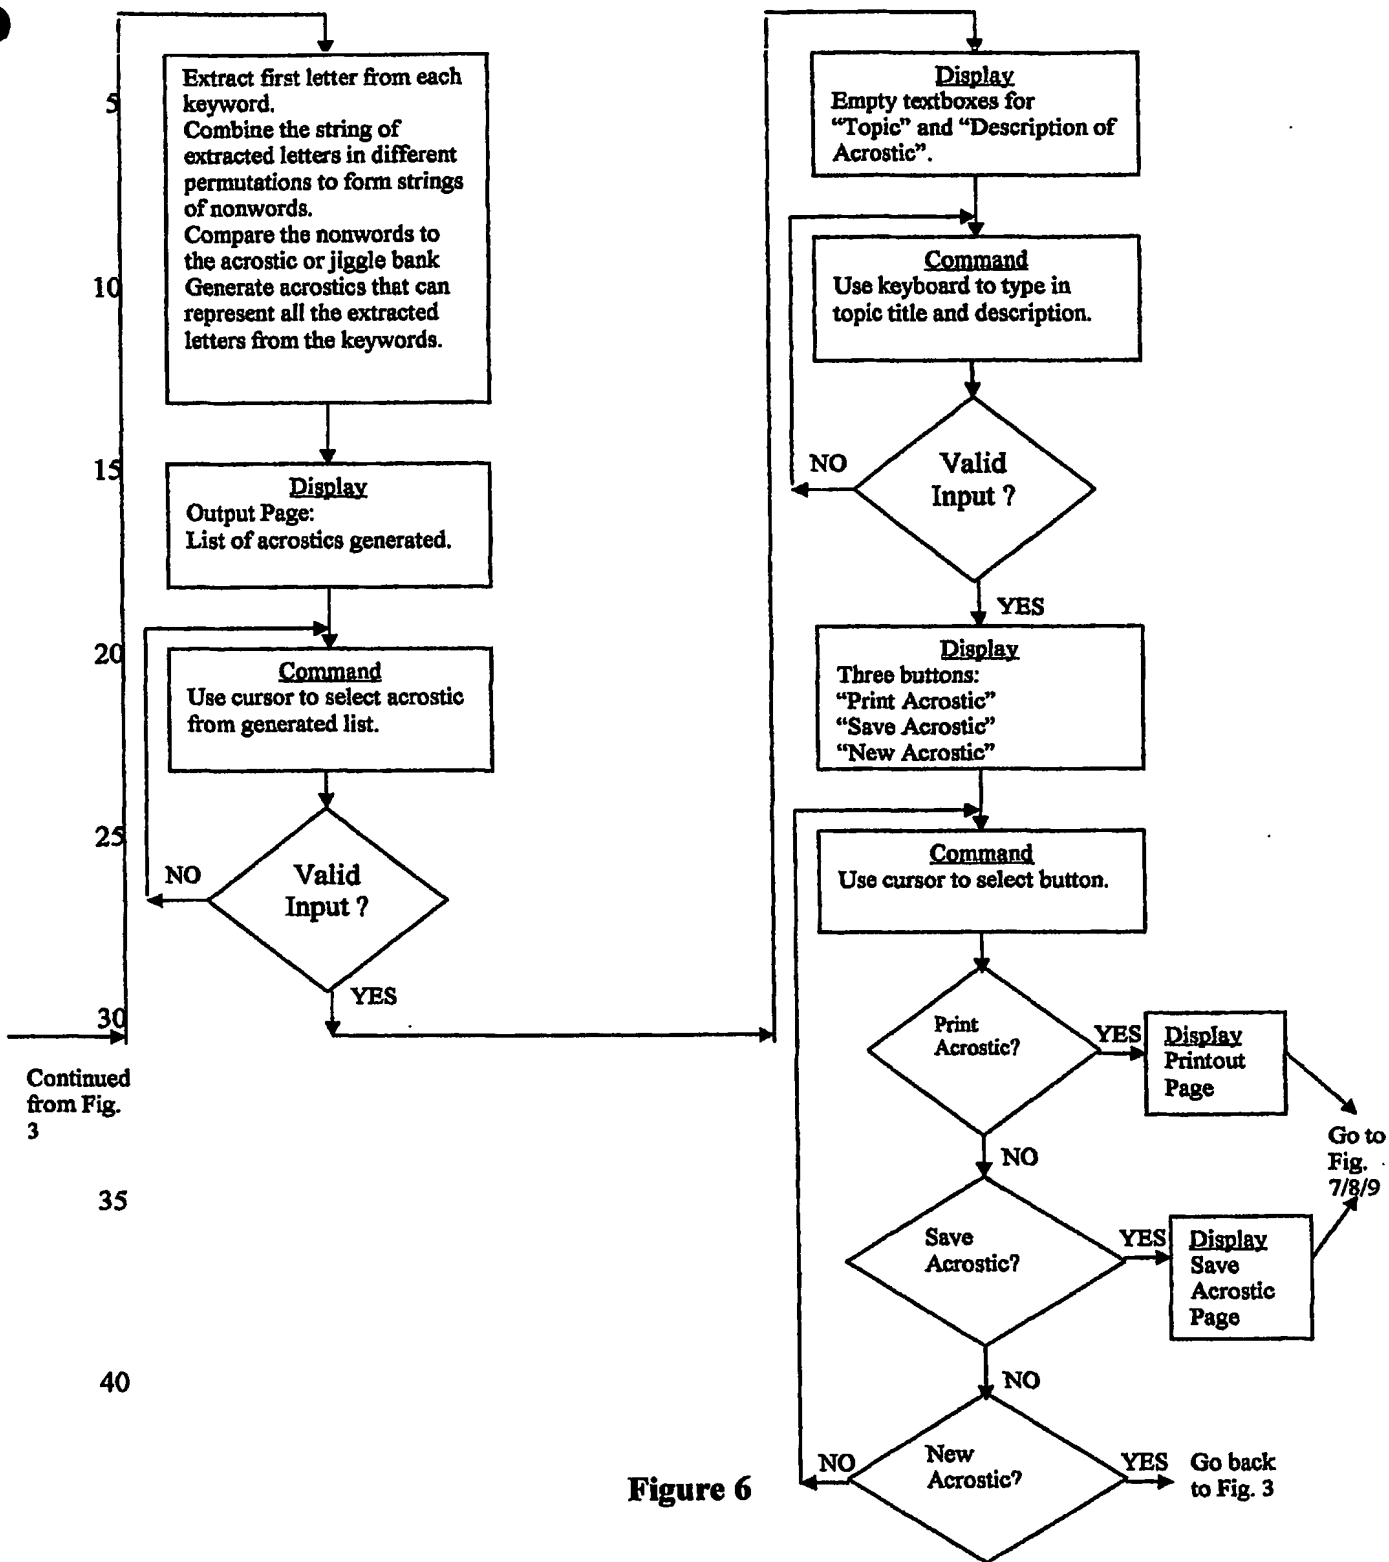 Extract first letter from each
keyword.
Combine the string of
extracted letters in different
permutations to form strings
of nonwords.
Compare the nonwords to
the acrostic or jiggle bank
Generate acrostics that can
represent all the extracted
letters from the keywords.
5
10
15
Display
Output Page:
List of acrostics generated.
20
Command
Use cursor to select acrostic
from generated list.
25
NO
Valid
Input ?
YES
30
Continued
from Fig.
3
35
40
Display
Empty textboxes for
“Topic” and “Description of
Acrostic”.
Command
Use keyboard to type in
topic title and description.
NO
Valid
Input ?
YES
Display
Three buttons:
“Print Acrostic”
“Save Acrostic”
“New Acrostic”
Command
Use cursor to select button.
Print
Acrostic?
YES
Display
Printout
Page
Go to
Fig.
7/8/9
NO
Save
Acrostic?
YES
Display
Save
Acrostic
Page
NO
NO
New
Acrostic?
YES
Go back
to Fig. 3
Figure 6